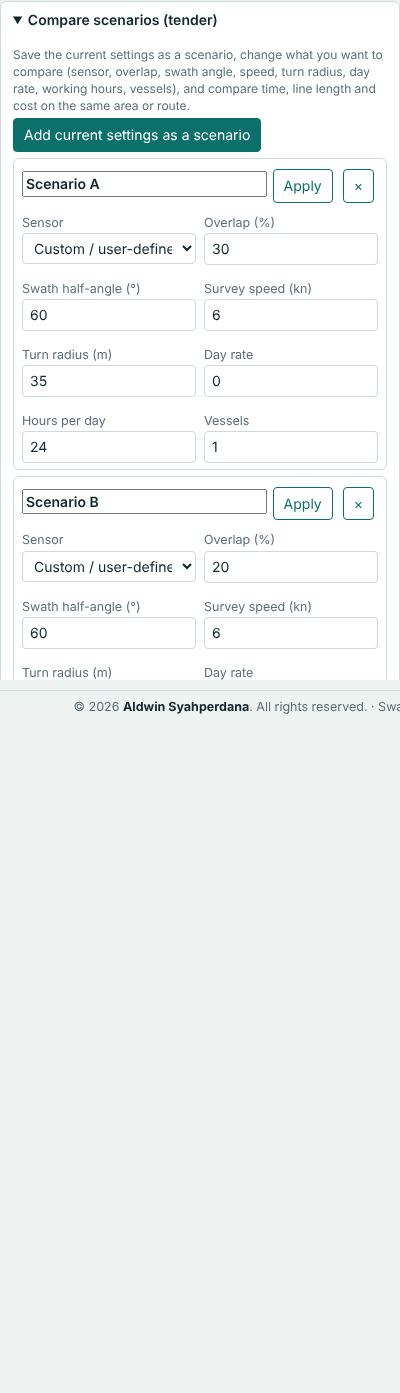 ▼ Compare scenarios (tender)
Save the current settings as a scenario, change what you want to
compare (sensor, overlap, swath angle, speed, turn radius, day
rate, working hours, vessels), and compare time, line length and
cost on the same area or route.
Add current settings as a scenario
Scenario A Apply ×
Sensor Overlap (%)
Custom / user-define 30
Swath half-angle (°) Survey speed (kn)
60 6
Turn radius (m) Day rate
35 0
Hours per day Vessels
24 1
Scenario B Apply ×
Sensor Overlap (%)
Custom / user-define 20
Swath half-angle (°) Survey speed (kn)
60 6
Turn radius (m) Day rate
© 2026 Aldwin Syahperdana. All rights reserved. · Swa